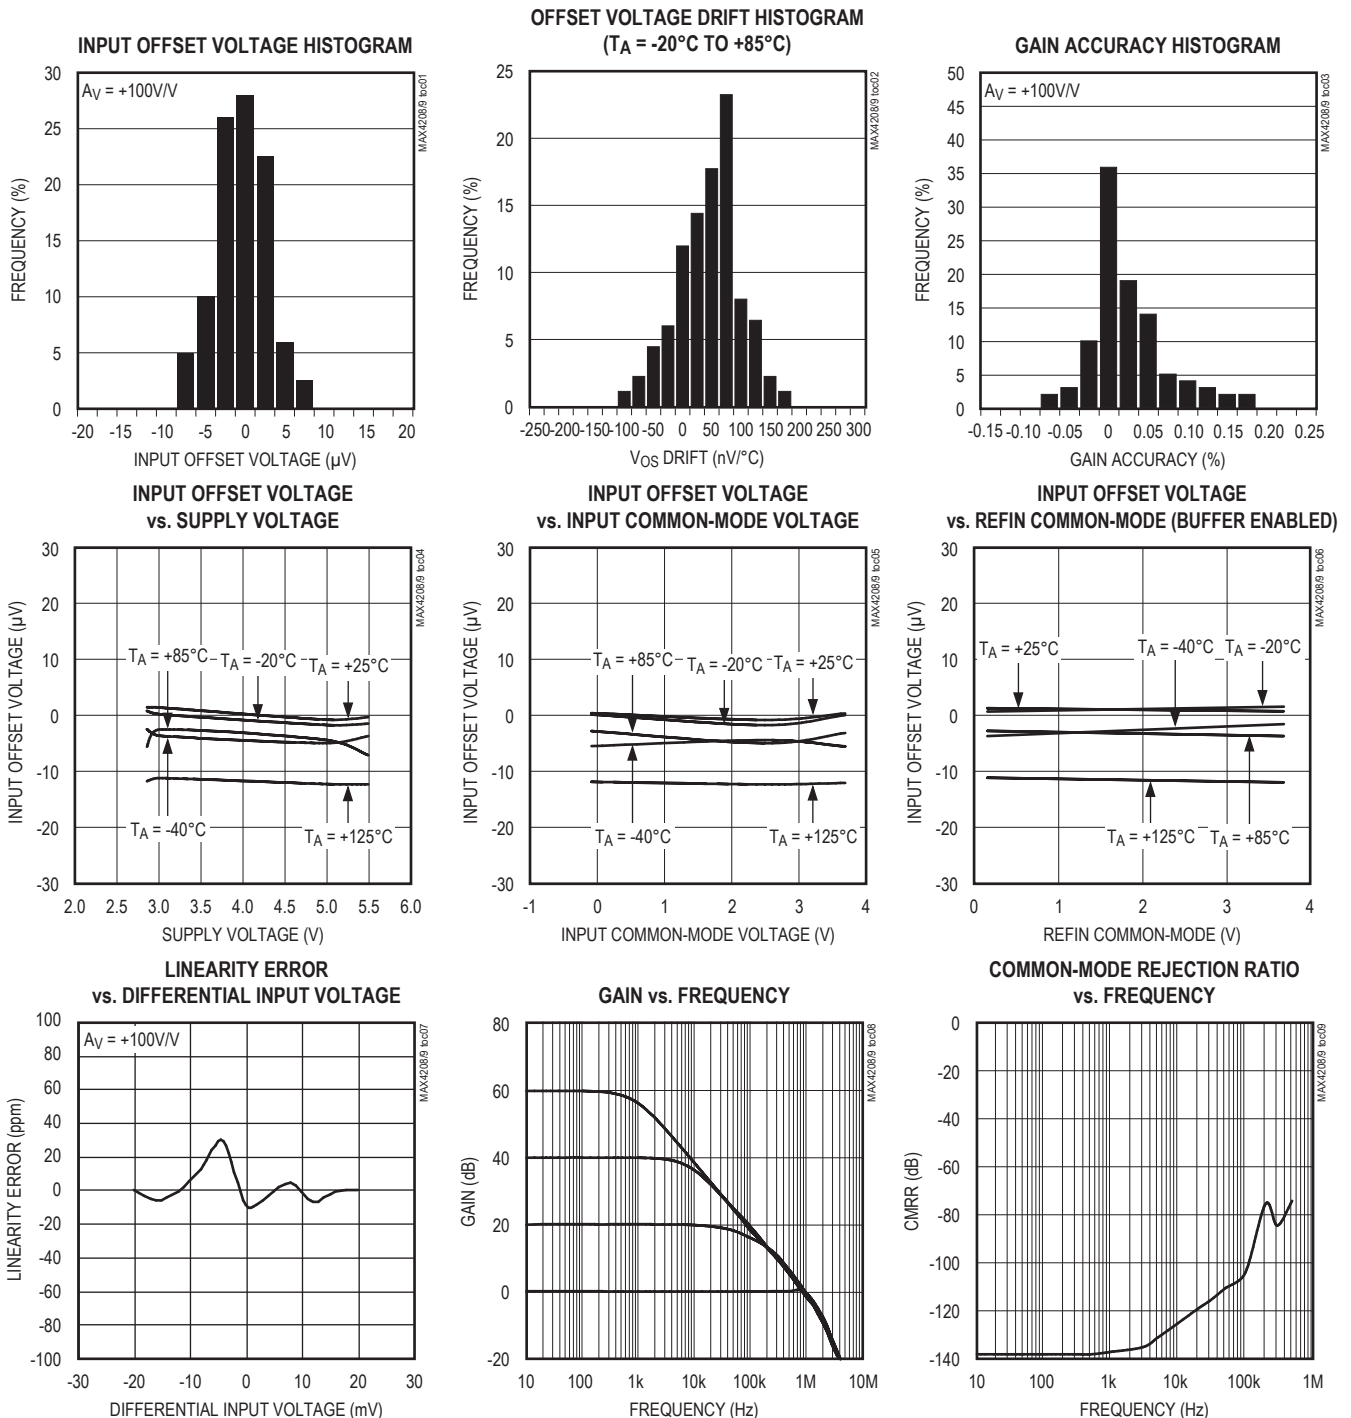 INPUT OFFSET VOLTAGE HISTOGRAM
AV = +100V/V
MAX4208/9 toc01
30
25
20
15
10
5
0
FREQUENCY (%)
-20 -15 -10 -5 0 5 10 15 20
INPUT OFFSET VOLTAGE (µV)
OFFSET VOLTAGE DRIFT HISTOGRAM
(TA = -20°C TO +85°C)
MAX4208/9 toc02
25
20
15
10
5
0
FREQUENCY (%)
-250-200-150-100 -50 0 50 100 150 200 250 300
VOS DRIFT (nV/°C)
GAIN ACCURACY HISTOGRAM
AV = +100V/V
MAX4208/9 toc03
50
45
40
35
30
25
20
15
10
5
0
FREQUENCY (%)
-0.15 -0.10 -0.05 0 0.05 0.10 0.15 0.20 0.25
GAIN ACCURACY (%)
INPUT OFFSET VOLTAGE
vs. SUPPLY VOLTAGE
MAX4208/9 toc04
30
20
10
0
-10
-20
-30
INPUT OFFSET VOLTAGE (µV)
TA = +85°C
TA = -20°C
TA = +25°C
TA = -40°C
TA = +125°C
2.0 2.5 3.0 3.5 4.0 4.5 5.0 5.5 6.0
SUPPLY VOLTAGE (V)
INPUT OFFSET VOLTAGE
vs. INPUT COMMON-MODE VOLTAGE
MAX4208/9 toc05
30
20
10
0
-10
-20
-30
INPUT OFFSET VOLTAGE (µV)
TA = +85°C
TA = -20°C
TA = +25°C
TA = -40°C
TA = +125°C
-1 0 1 2 3 4
INPUT COMMON-MODE VOLTAGE (V)
INPUT OFFSET VOLTAGE
vs. REFIN COMMON-MODE (BUFFER ENABLED)
MAX4208/9 toc06
30
20
10
0
-10
-20
-30
INPUT OFFSET VOLTAGE (µV)
TA = +25°C
TA = -40°C
TA = -20°C
TA = +125°C
TA = +85°C
0 1 2 3 4
REFIN COMMON-MODE (V)
LINEARITY ERROR
vs. DIFFERENTIAL INPUT VOLTAGE
AV = +100V/V
MAX4208/9 toc07
100
80
60
40
20
0
-20
-40
-60
-80
-100
LINEARITY ERROR (ppm)
-30 -20 -10 0 10 20 30
DIFFERENTIAL INPUT VOLTAGE (mV)
GAIN vs. FREQUENCY
MAX4208/9 toc08
80
60
40
20
0
-20
GAIN (dB)
10 100 1k 10k 100k 1M 10M
FREQUENCY (Hz)
COMMON-MODE REJECTION RATIO
vs. FREQUENCY
MAX4208/9 toc09
0
-20
-40
-60
-80
-100
-120
-140
CMRR (dB)
10 100 1k 10k 100k 1M
FREQUENCY (Hz)